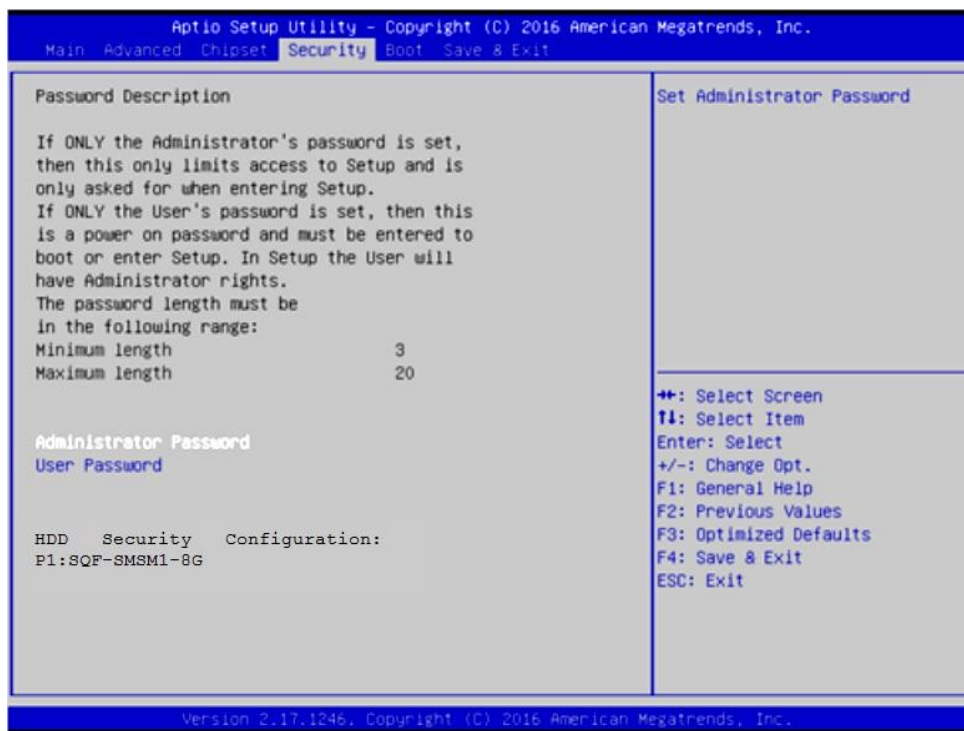 Aptio Setup Utility – Copyright (C) 2016 American Megatrends, Inc.
Main Advanced Chipset Security Boot Save & Exit
Password Description
If ONLY the Administrator's password is set,
then this only limits access to Setup and is
only asked for when entering Setup.
If ONLY the User's password is set, then this
is a power on password and must be entered to
boot or enter Setup. In Setup the User will
have Administrator rights.
The password length must be
in the following range:
Minimum length 3
Maximum length 20
Administrator Password
User Password
HDD Security Configuration:
P1:SQF-SMSM1-8G
Set Administrator Password
→←: Select Screen
↑↓: Select Item
Enter: Select
+/-: Change Opt.
F1: General Help
F2: Previous Values
F3: Optimized Defaults
F4: Save & Exit
ESC: Exit
Version 2.17.1246. Copyright (C) 2016 American Megatrends, Inc.